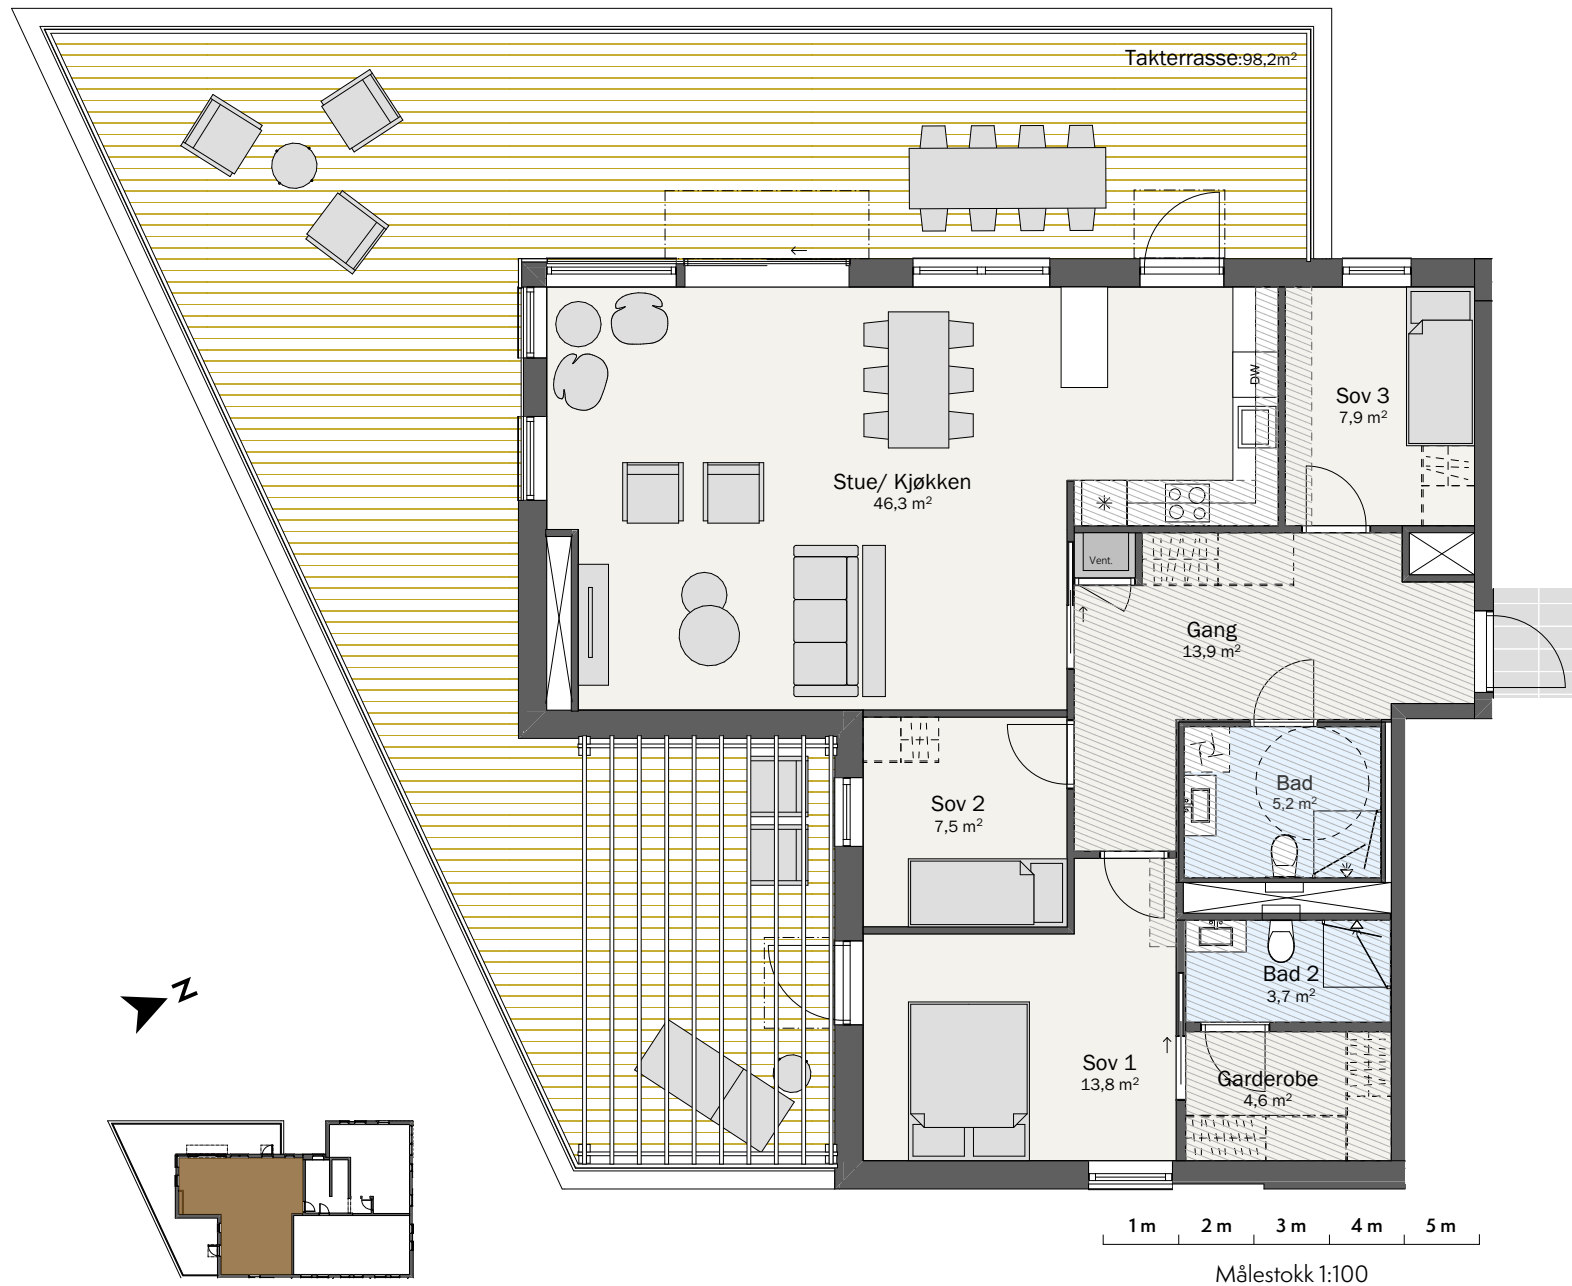 Takterrasse:98,2m²
DW
Sov 3
7,9 m²
Stue/ Kjøkken
46,3 m²
Vent.
Gang
13,9 m²
Bad
5,2 m²
Sov 2
7,5 m²
Bad 2
3,7 m²
N
Sov 1
13,8 m²
Garderobe
4,6 m²
1 m 2 m 3 m 4 m 5 m
Målestokk 1:100